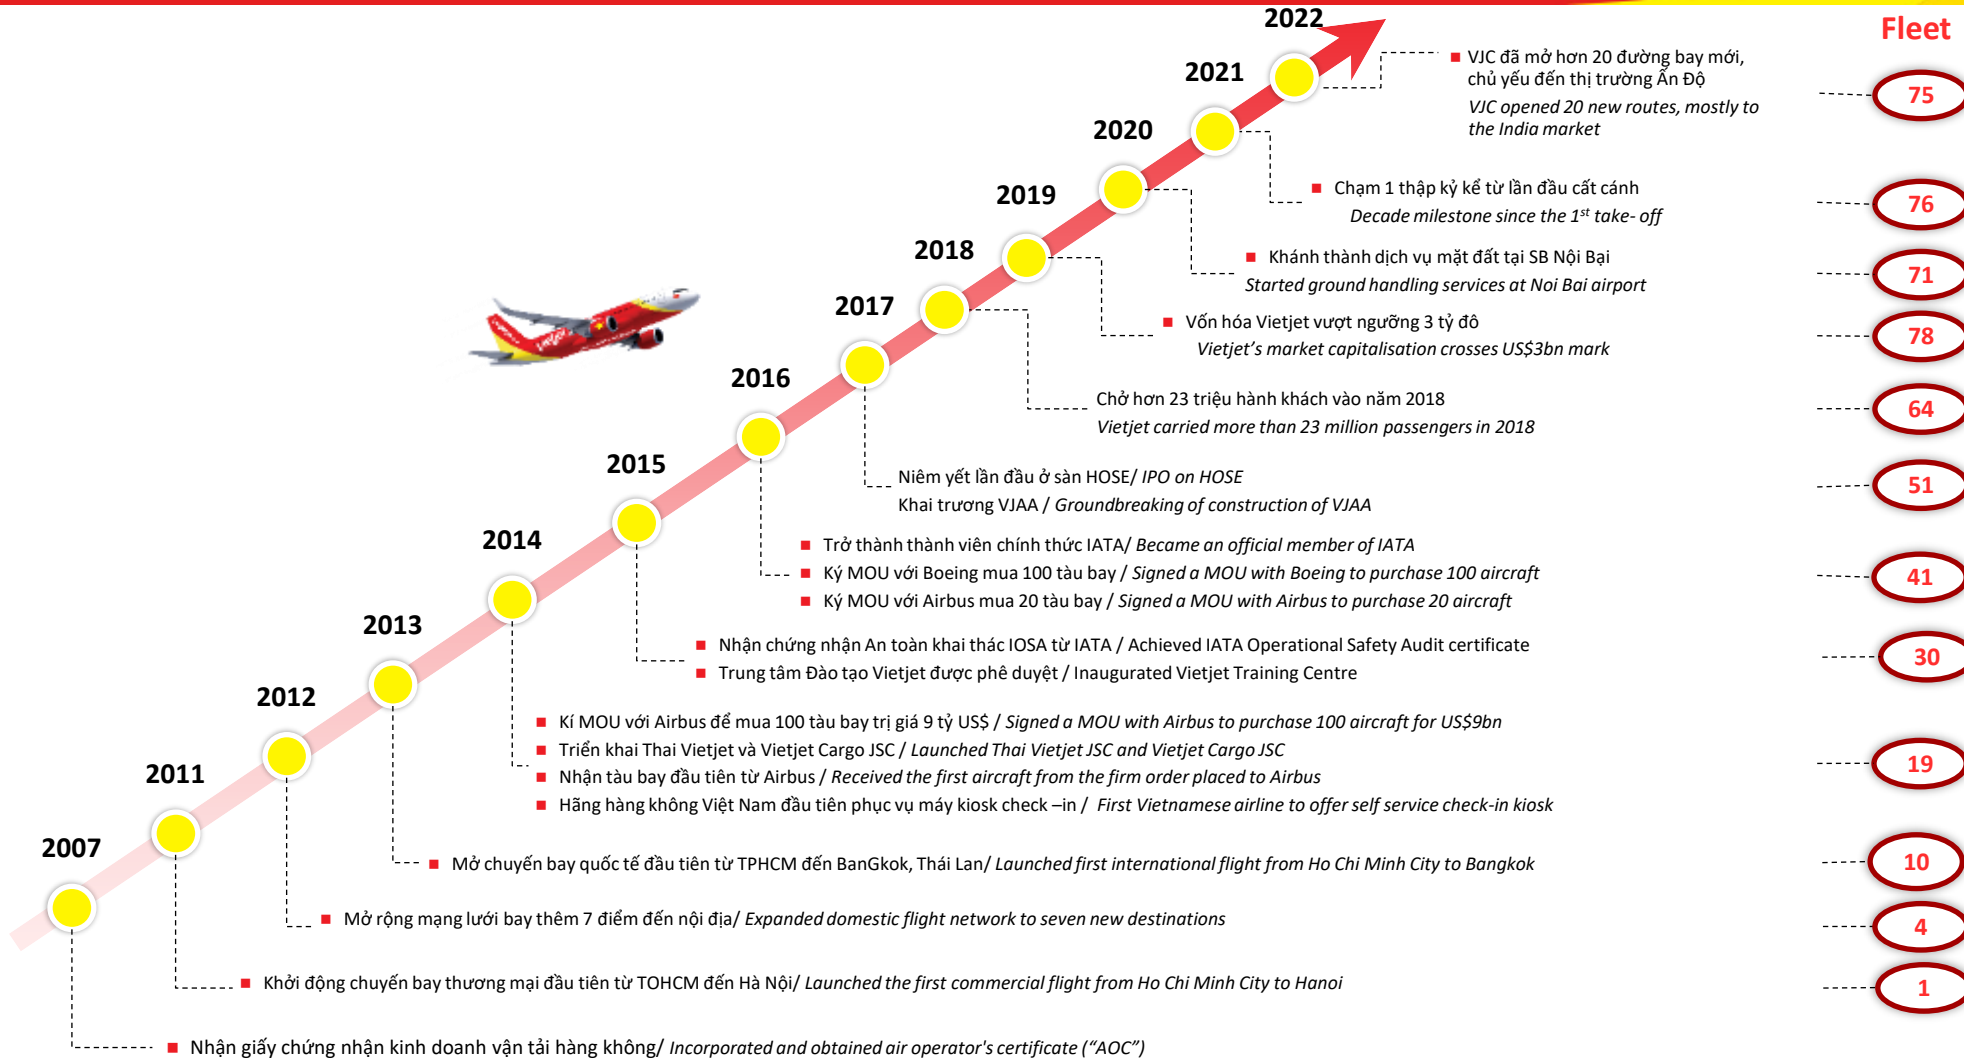 2022
Fleet
VJC đã mở hơn 20 đường bay mới,
chủ yếu đến thị trường Ấn Độ
VJC opened 20 new routes, mostly to
the India market
75
2021
2020
Chạm 1 thập kỷ kể từ lần đầu cất cánh
Decade milestone since the 1st take- off
76
2019
Khánh thành dịch vụ mặt đất tại SB Nội Bại
Started ground handling services at Noi Bai airport
71
2018
Vốn hóa Vietjet vượt ngưỡng 3 tỷ đô
Vietjet's market capitalisation crosses US$3bn mark
78
2017
Chở hơn 23 triệu hành khách vào năm 2018
Vietjet carried more than 23 million passengers in 2018
64
2016
Niêm yết lần đầu ở sàn HOSE/ IPO on HOSE
Khai trương VJAA / Groundbreaking of construction of VJAA
51
2015
Trở thành thành viên chính thức IATA/ Became an official member of IATA
Ký MOU với Boeing mua 100 tàu bay / Signed a MOU with Boeing to purchase 100 aircraft
Ký MOU với Airbus mua 20 tàu bay / Signed a MOU with Airbus to purchase 20 aircraft
41
2014
Nhận chứng nhận An toàn khai thác IOSA từ IATA / Achieved IATA Operational Safety Audit certificate
Trung tâm Đào tạo Vietjet được phê duyệt / Inaugurated Vietjet Training Centre
30
2013
Kí MOU với Airbus để mua 100 tàu bay trị giá 9 tỷ US$ / Signed a MOU with Airbus to purchase 100 aircraft for US$9bn
Triển khai Thai Vietjet và Vietjet Cargo JSC / Launched Thai Vietjet JSC and Vietjet Cargo JSC
Nhận tàu bay đầu tiên từ Airbus / Received the first aircraft from the firm order placed to Airbus
Hãng hàng không Việt Nam đầu tiên phục vụ máy kiosk check –in / First Vietnamese airline to offer self service check-in kiosk
19
2012
2011
Mở chuyến bay quốc tế đầu tiên từ TPHCM đến BanGkok, Thái Lan/ Launched first international flight from Ho Chi Minh City to Bangkok
10
2007
Mở rộng mạng lưới bay thêm 7 điểm đến nội địa/ Expanded domestic flight network to seven new destinations
4
Khởi động chuyến bay thương mại đầu tiên từ TOHCM đến Hà Nội/ Launched the first commercial flight from Ho Chi Minh City to Hanoi
1
Nhận giấy chứng nhận kinh doanh vận tải hàng không/ Incorporated and obtained air operator's certificate (“AOC”)